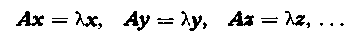 Ax = λx,   Ay = λy,   Az = λz, ...